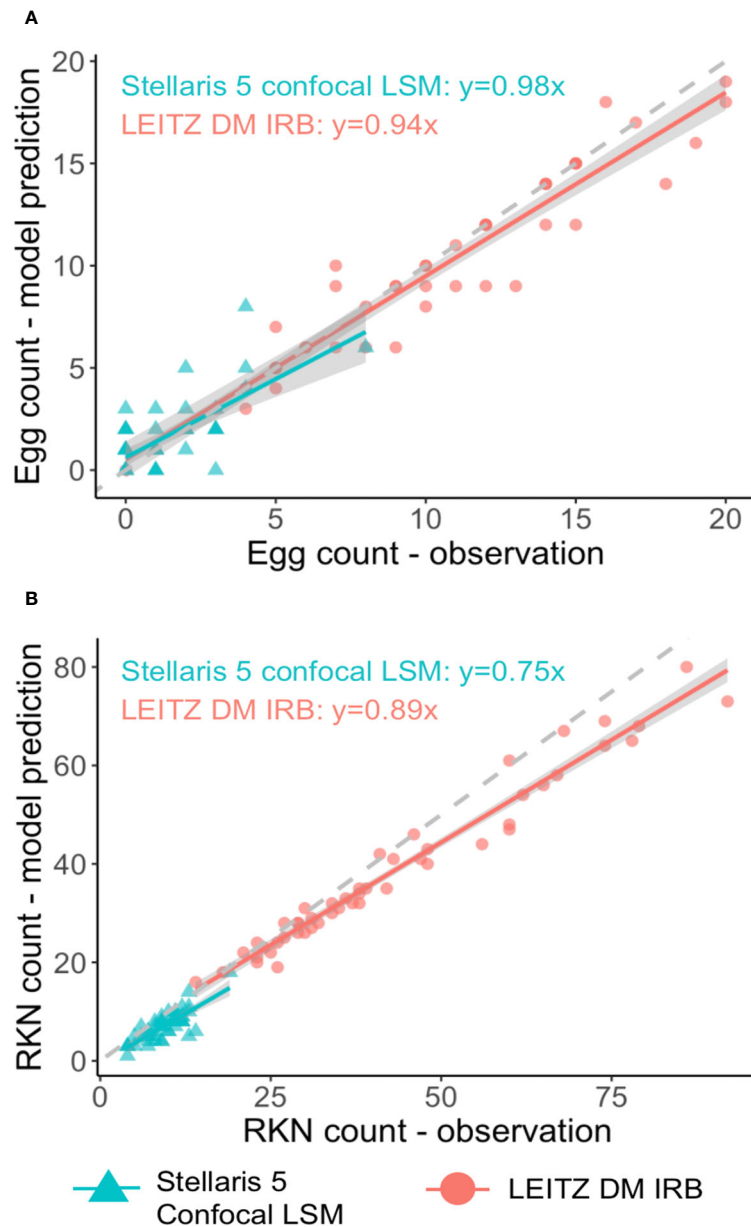 A
Stellaris 5 confocal LSM: y=0.98x
LEITZ DM IRB: y=0.94x
20
15
10
5
0
Egg count - model prediction
0 5 10 15 20
Egg count - observation
B
Stellaris 5 confocal LSM: y=0.75x
LEITZ DM IRB: y=0.89x
80
60
40
20
0
RKN count - model prediction
0 25 50 75
RKN count - observation
Stellaris 5
Confocal LSM
LEITZ DM IRB